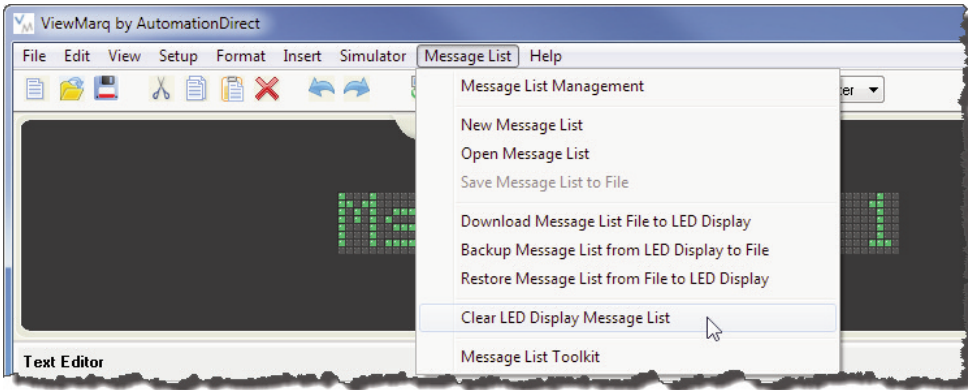 ViewMarq by AutomationDirect
File Edit View Setup Format Insert Simulator Message List Help
Message List Management
New Message List
Open Message List
Save Message List to File
Download Message List File to LED Display
Backup Message List from LED Display to File
Restore Message List from File to LED Display
Clear LED Display Message List
Message List Toolkit
Text Editor